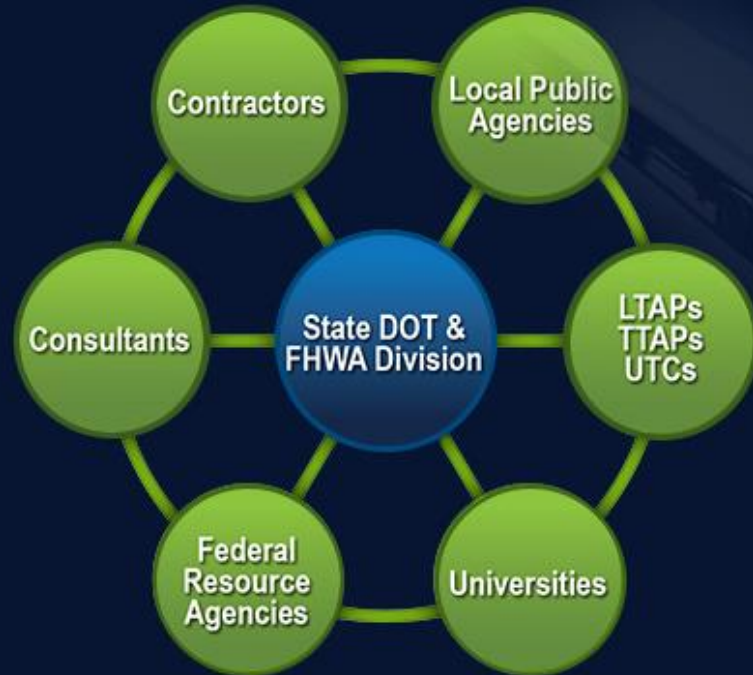 Contractors
Local Public
Agencies
Consultants
State DOT &
FHWA Division
LTAPs
TTAPs
UTCs
Federal
Resource
Agencies
Universities